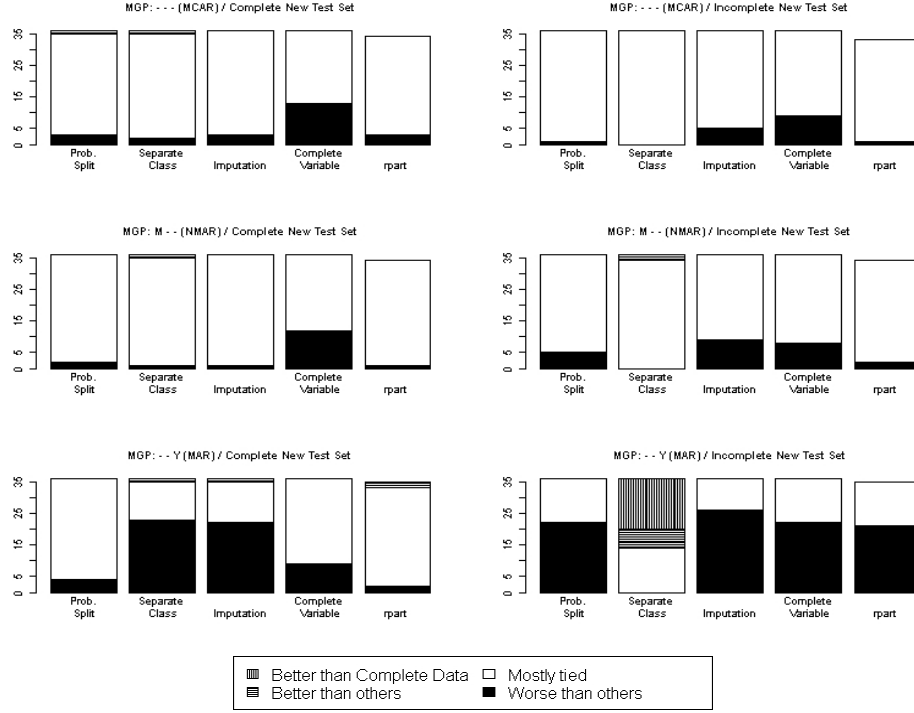 MGP: - - - (MCAR) / Complete New Test Set
0 5 15 25 35
Prob. Split
Separate Class
Imputation
Complete Variable
rpart
MGP: - - - (MCAR) / Incomplete New Test Set
0 5 15 25 35
Prob. Split
Separate Class
Imputation
Complete Variable
rpart
MGP: M - - (NMAR) / Complete New Test Set
0 5 15 25 35
Prob. Split
Separate Class
Imputation
Complete Variable
rpart
MGP: M - - (NMAR) / Incomplete New Test Set
0 5 15 25 35
Prob. Split
Separate Class
Imputation
Complete Variable
rpart
MGP: - - Y (MAR) / Complete New Test Set
0 5 15 25 35
Prob. Split
Separate Class
Imputation
Complete Variable
rpart
MGP: - - Y (MAR) / Incomplete New Test Set
0 5 15 25 35
Prob. Split
Separate Class
Imputation
Complete Variable
rpart
Better than Complete Data
Mostly tied
Better than others
Worse than others